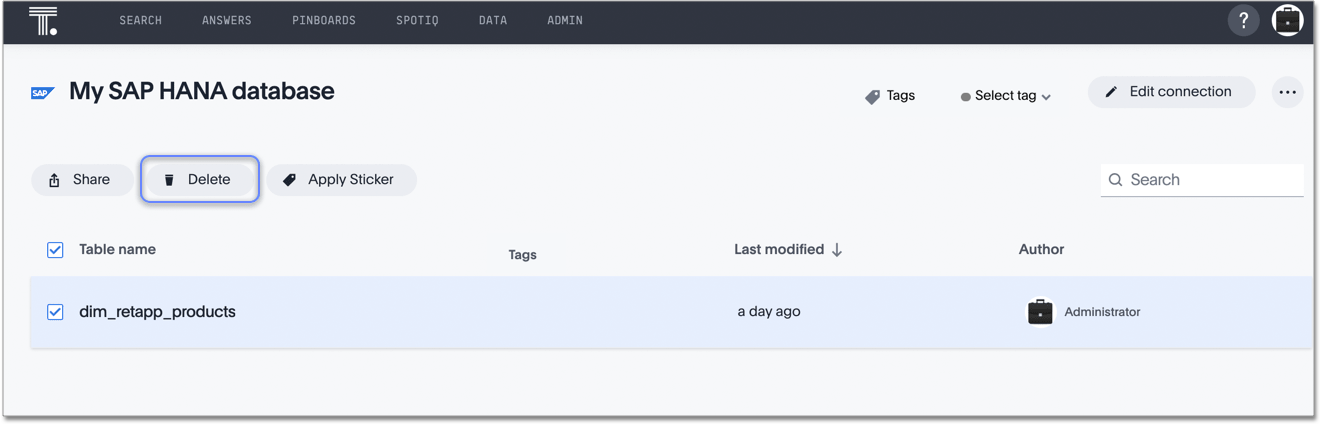 SEARCH ANSWERS PINBOARDS SPOTIQ DATA ADMIN ?
SAP My SAP HANA database Tags Select tag Edit connection
Share Delete Apply Sticker Search
Table name Tags Last modified Author
dim_retapp_products a day ago Administrator